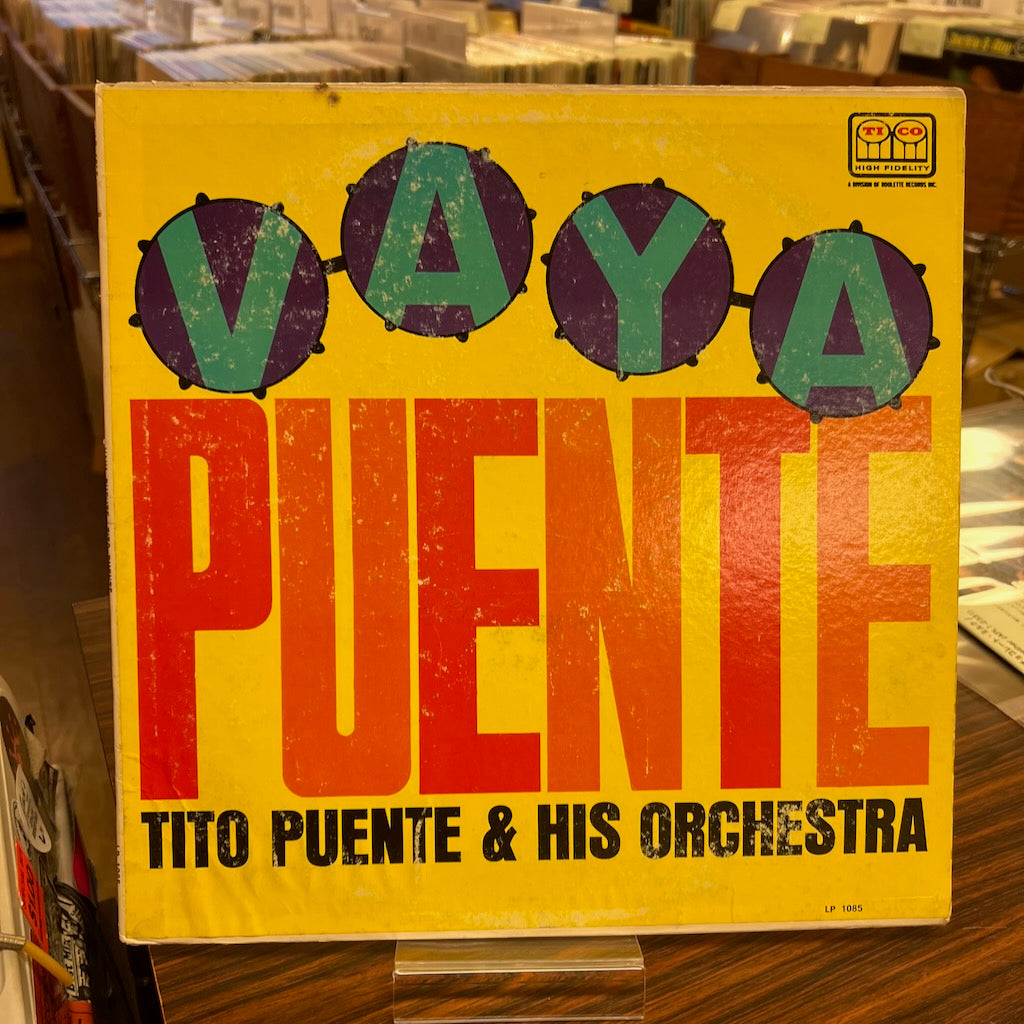 TICO
HIGH FIDELITY
A DIVISION OF ROULETTE RECORDS INC.
VAYA
PUENTE
TITO PUENTE & HIS ORCHESTRA
LP 1085